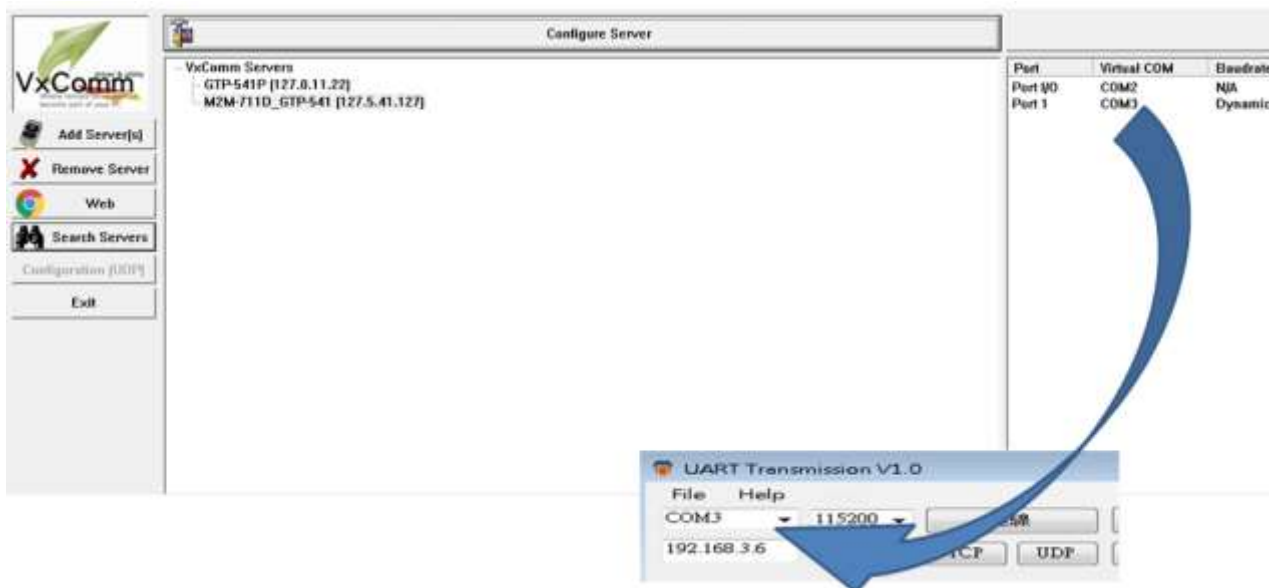 Configure Server
VxComm
Add Server(s)
Remove Server
Web
Search Servers
Configuration (UDP)
Exit
VxComm Servers
GTP-541P [127.0.11.22]
M2M-711D_GTP-541 [127.5.41.127]
Port Virtual COM Baudrate
Port I/O COM2 N/A
Port 1 COM3 Dynamic
UART Transmission V1.0
File Help
COM3 115200
192.168.3.6 TCP UDP